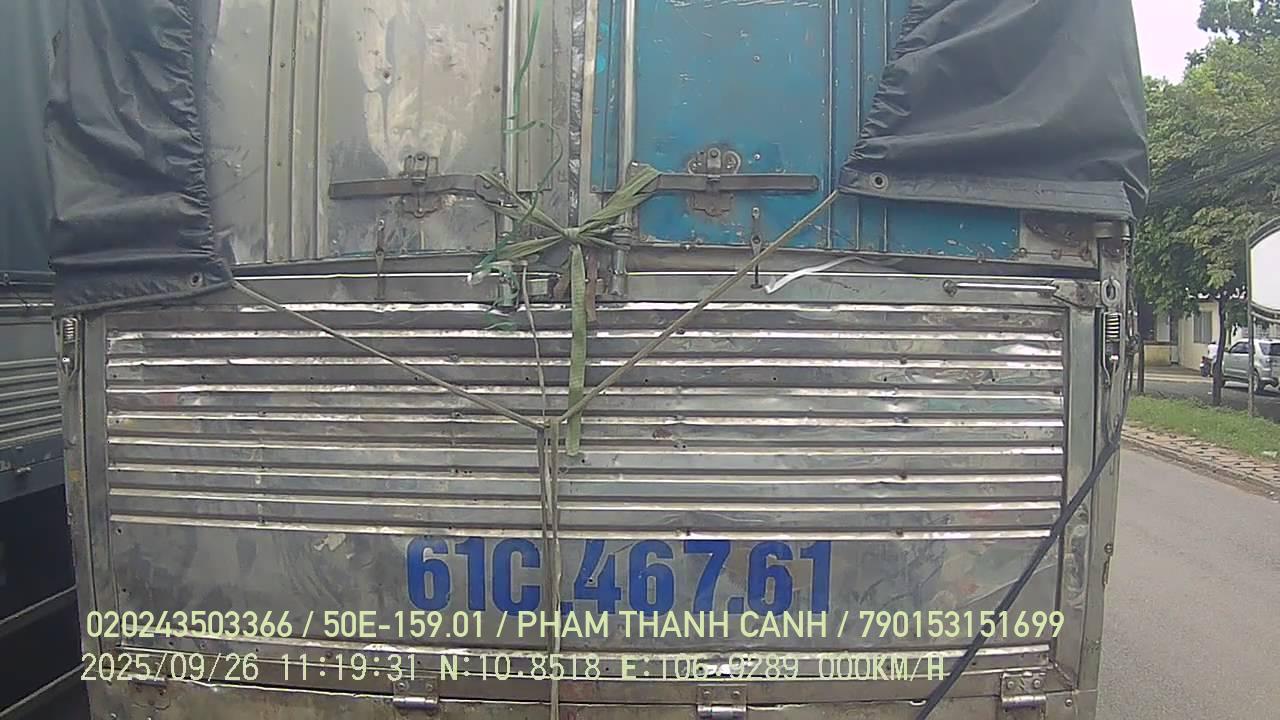 61C.467.61
020243503366 / 50E-159.01 / PHAM THANH CANH / 790153151699
2025/09/26 11:19:31 N:10.8518 E:106.9289 000KM/H